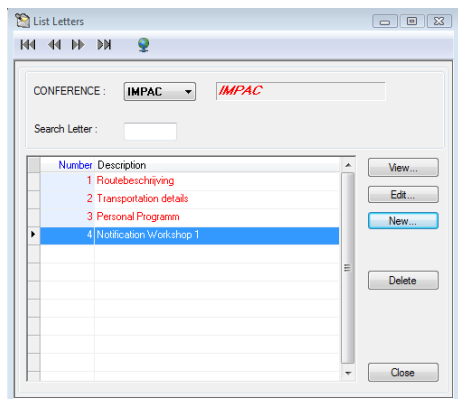 List Letters
CONFERENCE : IMPAC IMPAC
Search Letter :
Number Description
1 Routebeschrijving
2 Transportation details
3 Personal Programm
4 Notification Workshop 1
View...
Edit...
New...
Delete
Close